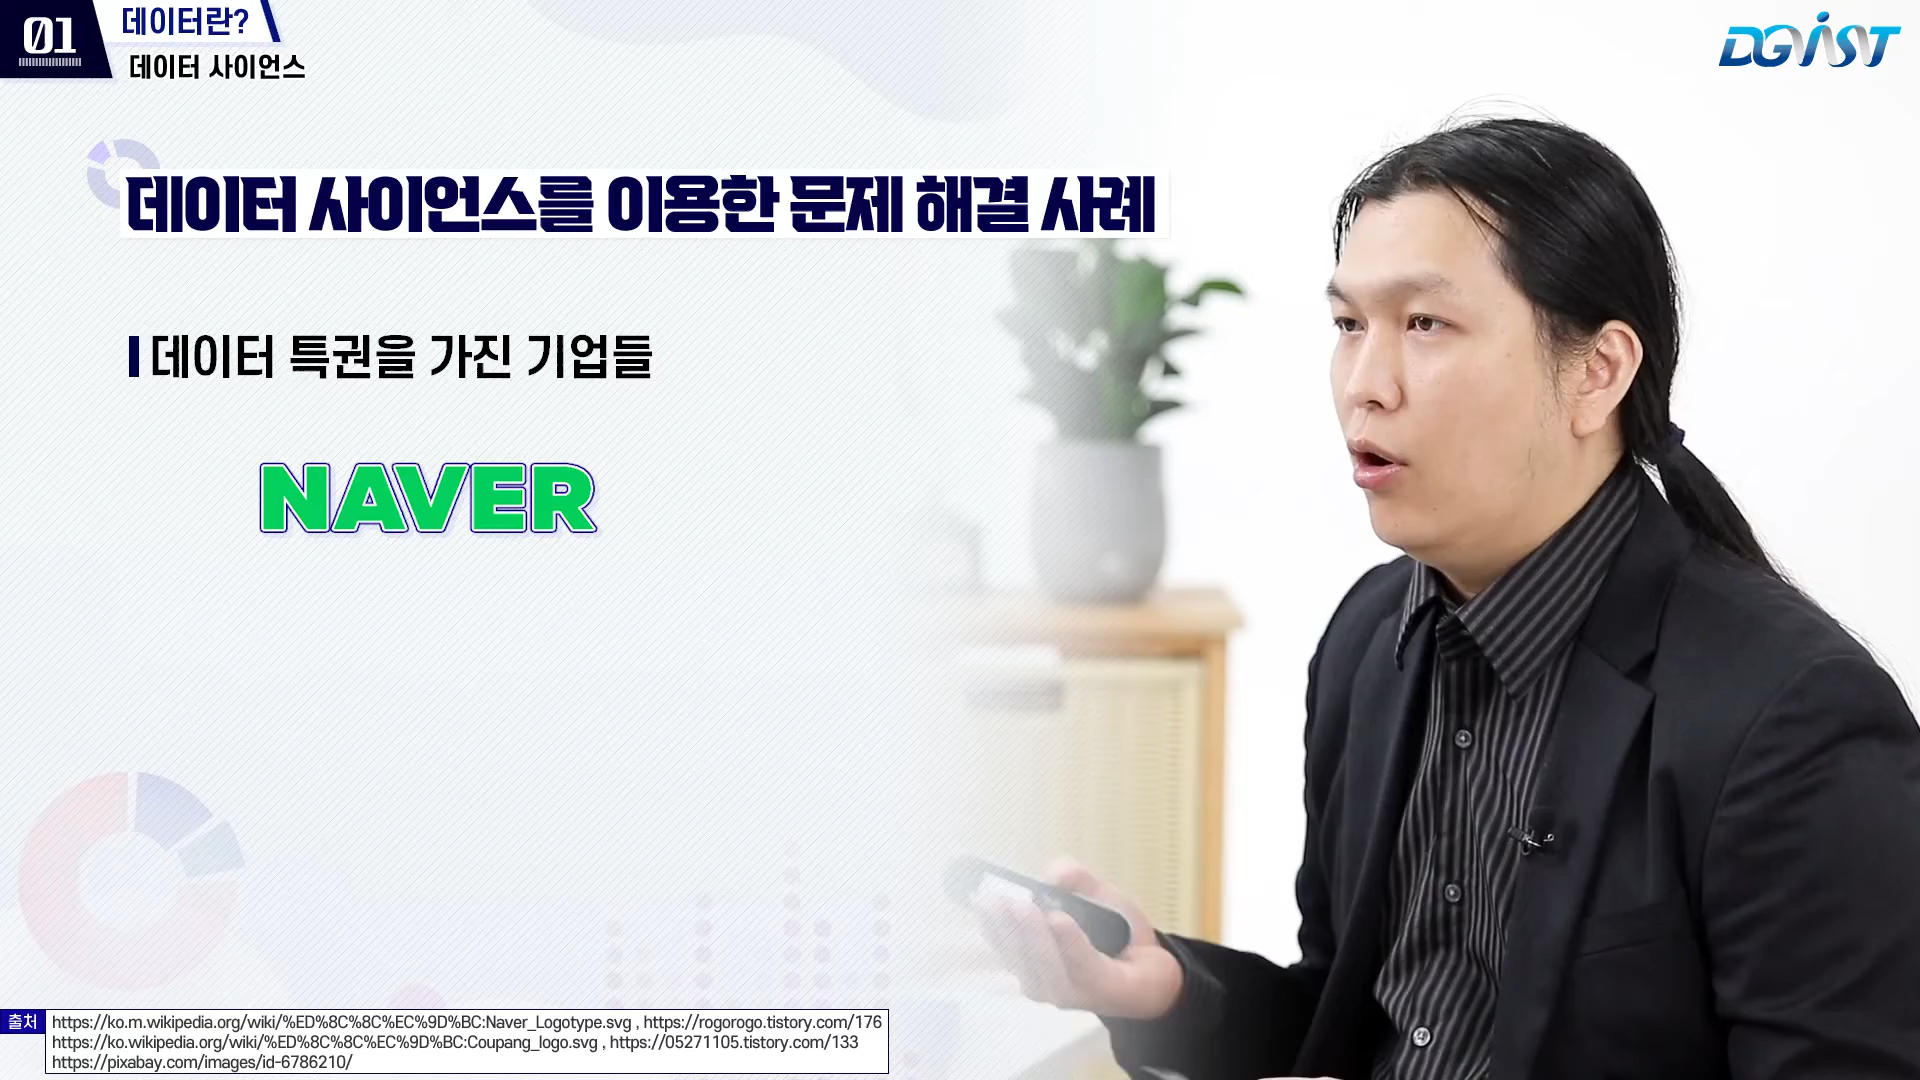 01
데이터란?
데이터 사이언스
DGIST
데이터 사이언스를 이용한 문제 해결 사례
데이터 특권을 가진 기업들
NAVER
출처
https://ko.m.wikipedia.org/wiki/%ED%8C%8C%EC%9D%BC:Naver_Logotype.svg , https://rogorogo.tistory.com/176
https://ko.wikipedia.org/wiki/%ED%8C%8C%EC%9D%BC:Coupang_logo.svg , https://05271105.tistory.com/133
https://pixabay.com/images/id-6786210/